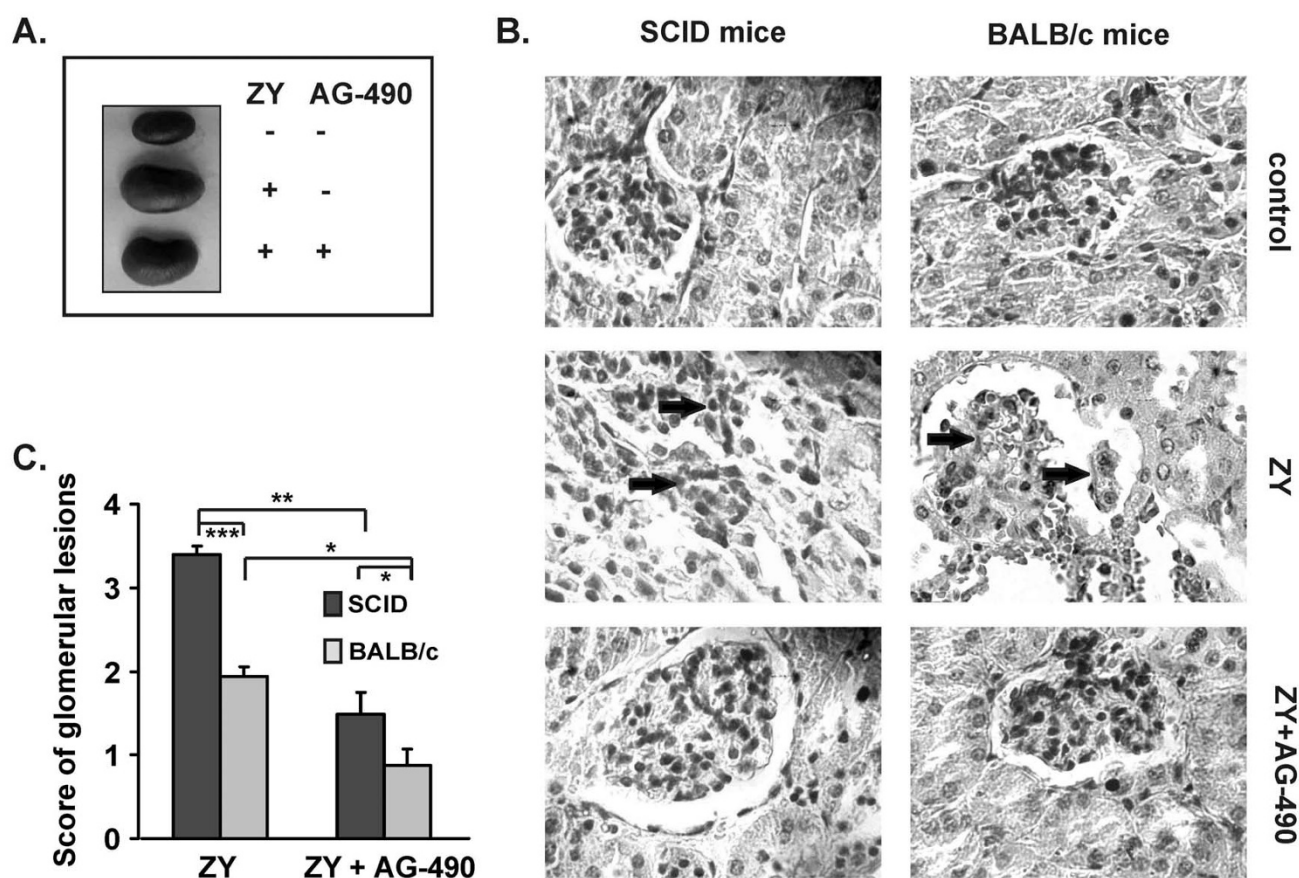 A.
ZY AG-490
- -
+ -
+ +
B.
SCID mice BALB/c mice
control
ZY
ZY+AG-490
C.
Score of glomerular lesions
4
3
2
1
0
**
***
*
*
SCID
BALB/c
ZY ZY + AG-490